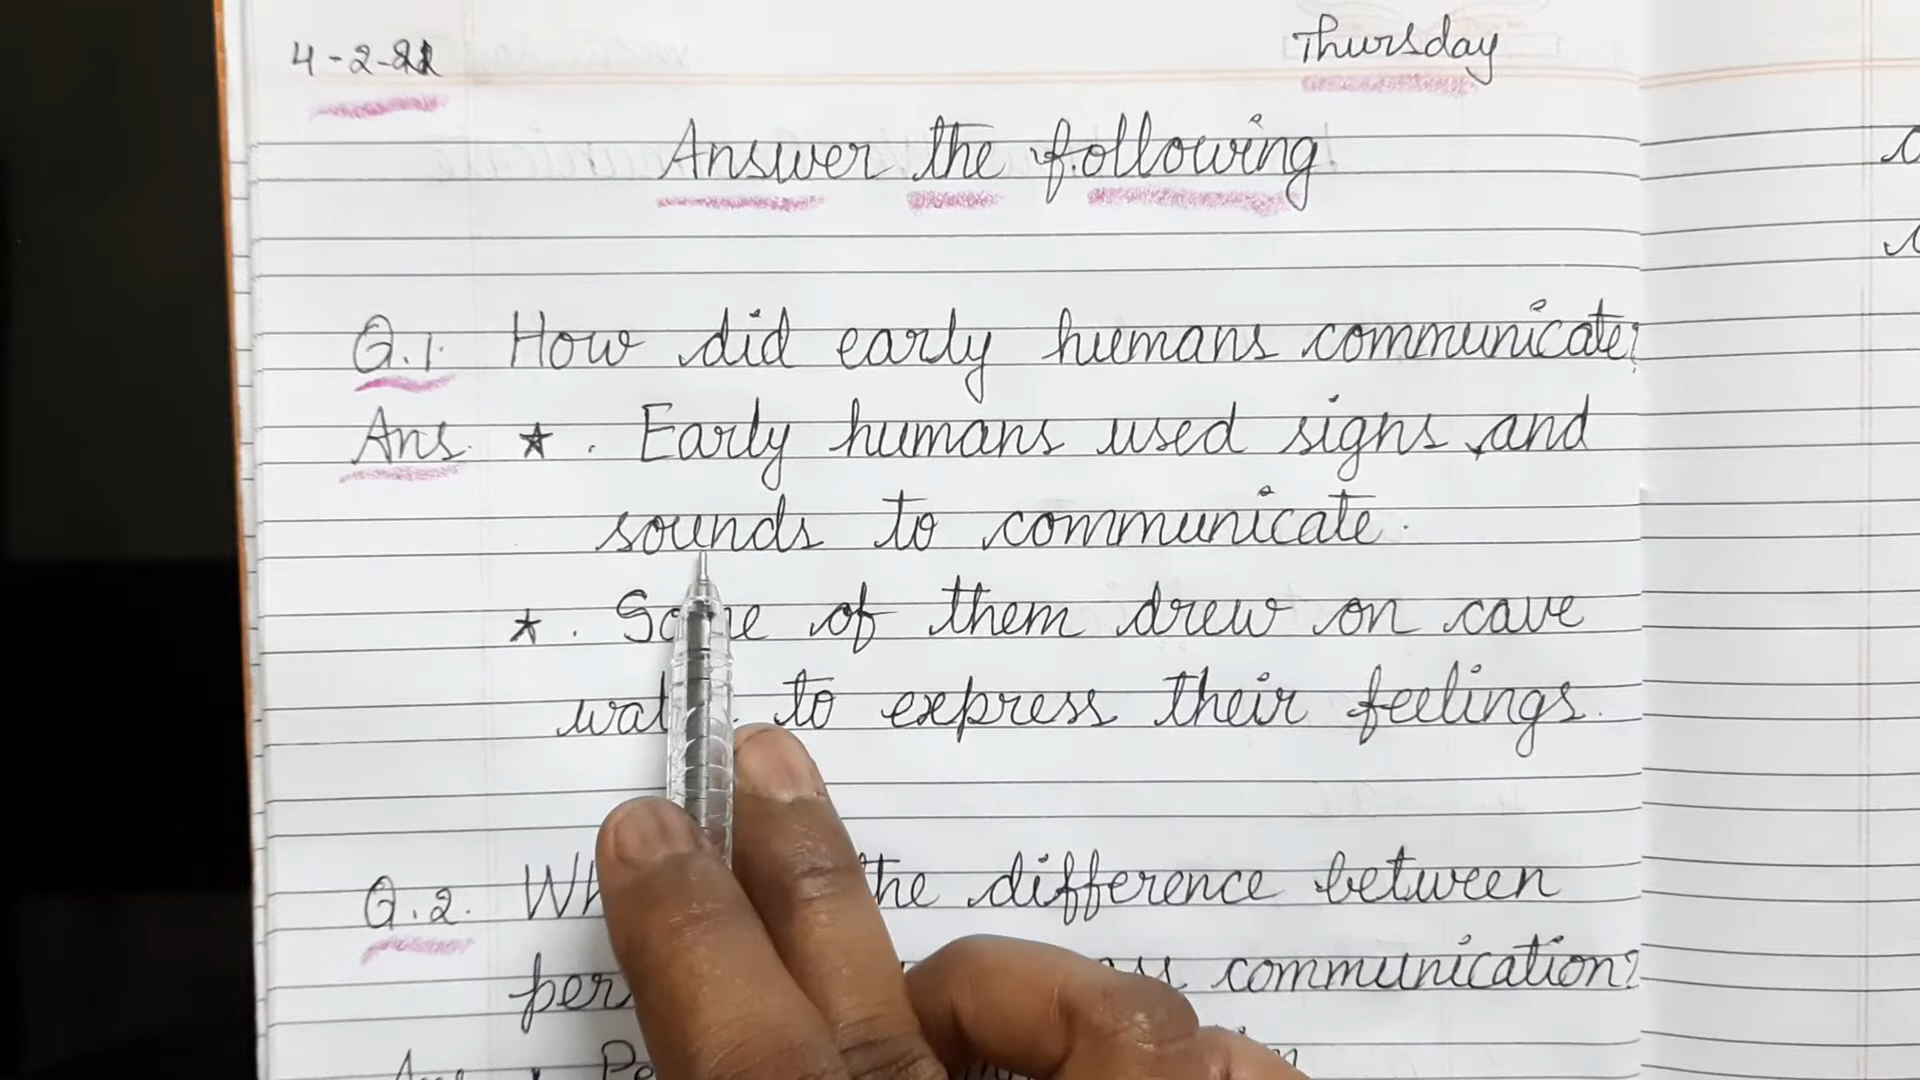 4-2-21
Thursday
Answer the following
Q.1. How did early humans communicate?
Ans. ★. Early humans used signs and
sounds to communicate.
★. Some of them drew on cave
to express their feelings.
Q.2. the difference between
communication?